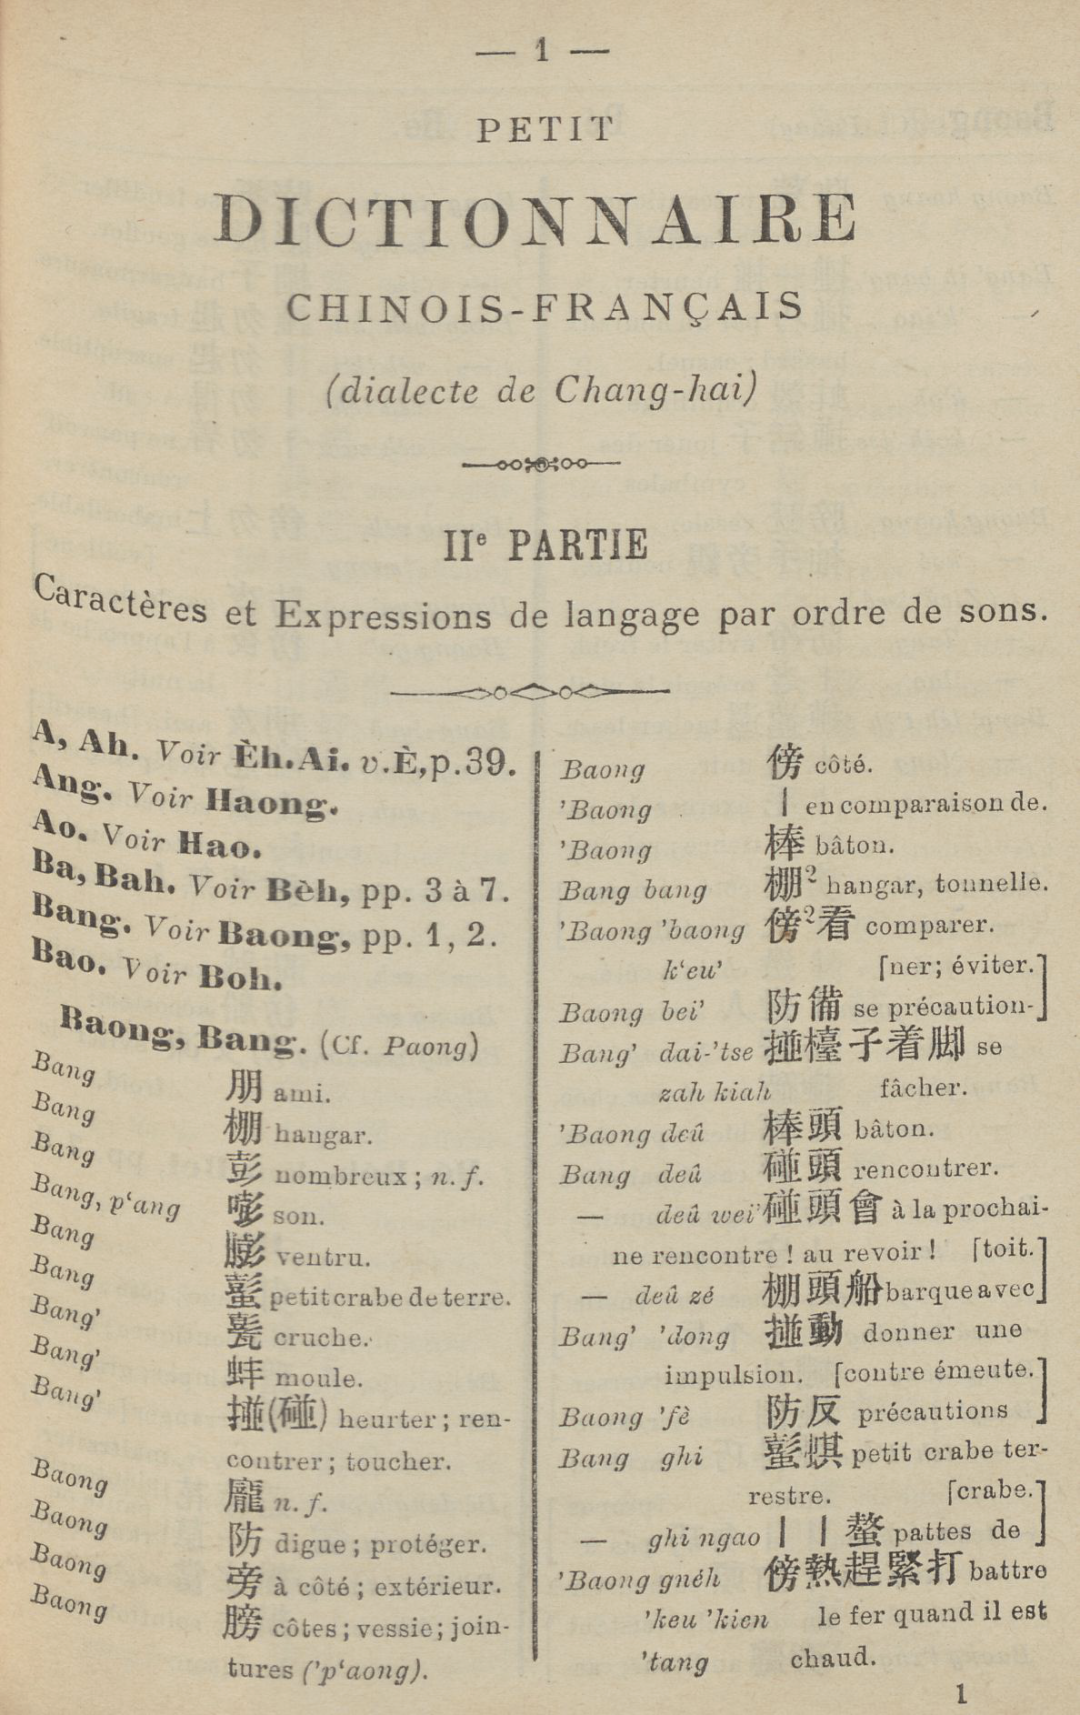 — 1 —
PETIT
DICTIONNAIRE
CHINOIS-FRANÇAIS
(dialecte de Chang-hai)
IIe PARTIE
Caractères et Expressions de langage par ordre de sons.
A, Ah. Voir Èh. Ai. v. È, p. 39.
Ang. Voir Haong.
Ao. Voir Hao.
Ba, Bah. Voir Bèh, pp. 3 à 7.
Bang. Voir Baong, pp. 1, 2.
Bao. Voir Boh.
Baong, Bang. (Cf. Paong)
Bang 朋 ami.
Bang 棚 hangar.
Bang 彭 nombreux; n. f.
Bang, p‘ang 嘭 son.
Bang 膨 ventru.
Bang 蟚 petit crabe de terre.
Bang' 甏 cruche.
Bang' 蚌 moule.
Bang' 掽(碰) heurter; ren-
contrer; toucher.
Baong 龎 n. f.
Baong 防 digue; protéger.
Baong 旁 à côté; extérieur.
Baong 膀 côtes; vessie; join-
tures ('p‘aong).
Baong 傍 côté.
'Baong | en comparaison de.
'Baong 棒 bâton.
Bang bang 棚² hangar, tonnelle.
'Baong 'baong 傍²看 comparer.
k‘eu' [ner; éviter.]
Baong bei' 防備 se précaution-]
Bang' dai-'tse 掽檯子着脚 se
zah kiah fâcher.
'Baong deû 棒頭 bâton.
Bang deû 碰頭 rencontrer.
— deû wei' 碰頭會 à la prochai-
ne rencontre ! au revoir ! [toit.]
— deû zé 棚頭船 barque avec]
Bang' 'dong 掽動 donner une
impulsion. [contre émeute.]
Baong 'fè 防反 précautions ]
Bang ghi 蟚蜞 petit crabe ter-
restre. [crabe.]
— ghi ngao | | 螯 pattes de ]
'Baong gnéh 傍熱趕緊打 battre
'keu 'kien le fer quand il est
'tang chaud.
1